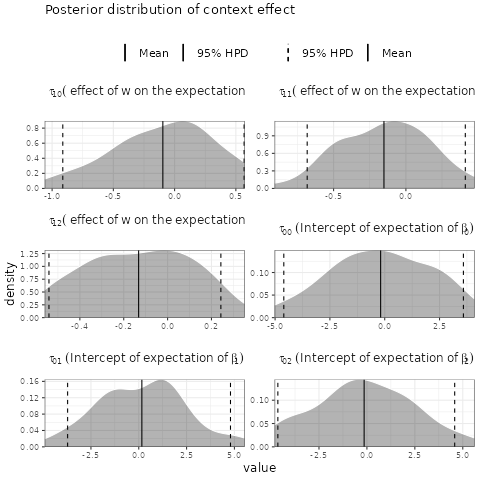 Posterior distribution of context effect
Mean 95% HPD 95% HPD Mean
τ10( effect of w on the expectation
τ11( effect of w on the expectation
0.8
0.6
0.4
0.2
0.0
-1.0 -0.5 0.0 0.5
0.9
0.6
0.3
0.0
-0.5 0.0
τ12( effect of w on the expectation
τ00 (Intercept of expectation of β0)
1.25
1.00
0.75
0.50
0.25
0.00
-0.4 -0.2 0.0 0.2
0.10
0.05
0.00
-5.0 -2.5 0.0 2.5
density
τ01 (Intercept of expectation of β1)
τ02 (Intercept of expectation of β2)
0.16
0.12
0.08
0.04
0.00
-2.5 0.0 2.5 5.0
0.10
0.05
0.00
-2.5 0.0 2.5 5.0
value